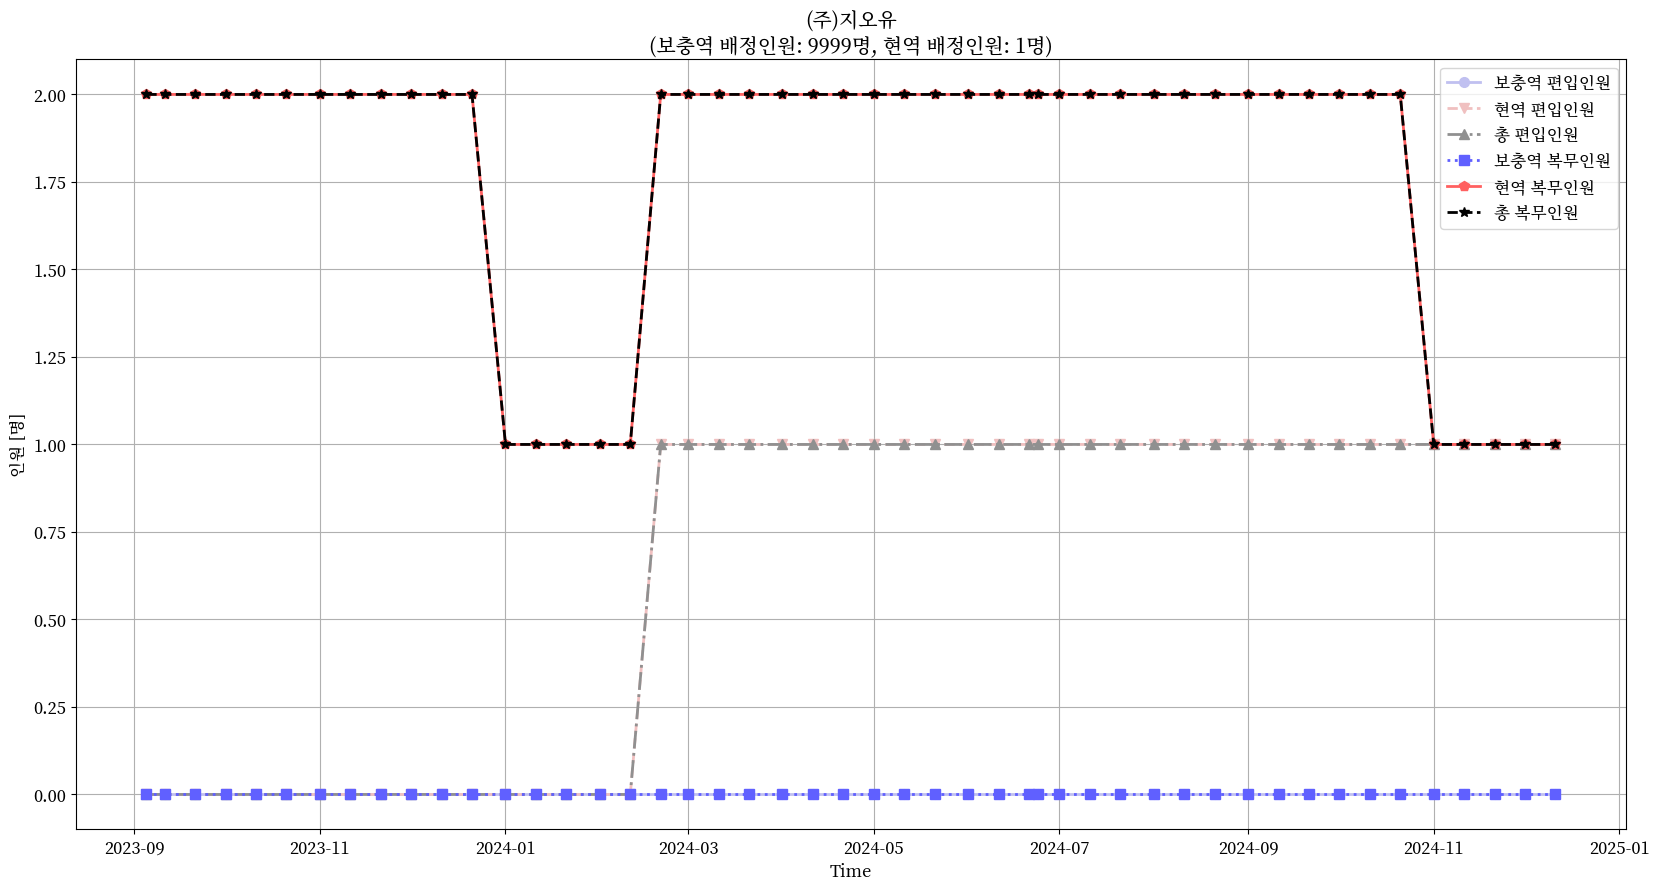 (주)지오유
(보충역 배정인원: 9999명, 현역 배정인원: 1명)
보충역 편입인원
현역 편입인원
총 편입인원
보충역 복무인원
현역 복무인원
총 복무인원
2.00
1.75
1.50
1.25
1.00
0.75
0.50
0.25
0.00
인원 [명]
2023-09 2023-11 2024-01 2024-03 2024-05 2024-07 2024-09 2024-11 2025-01
Time